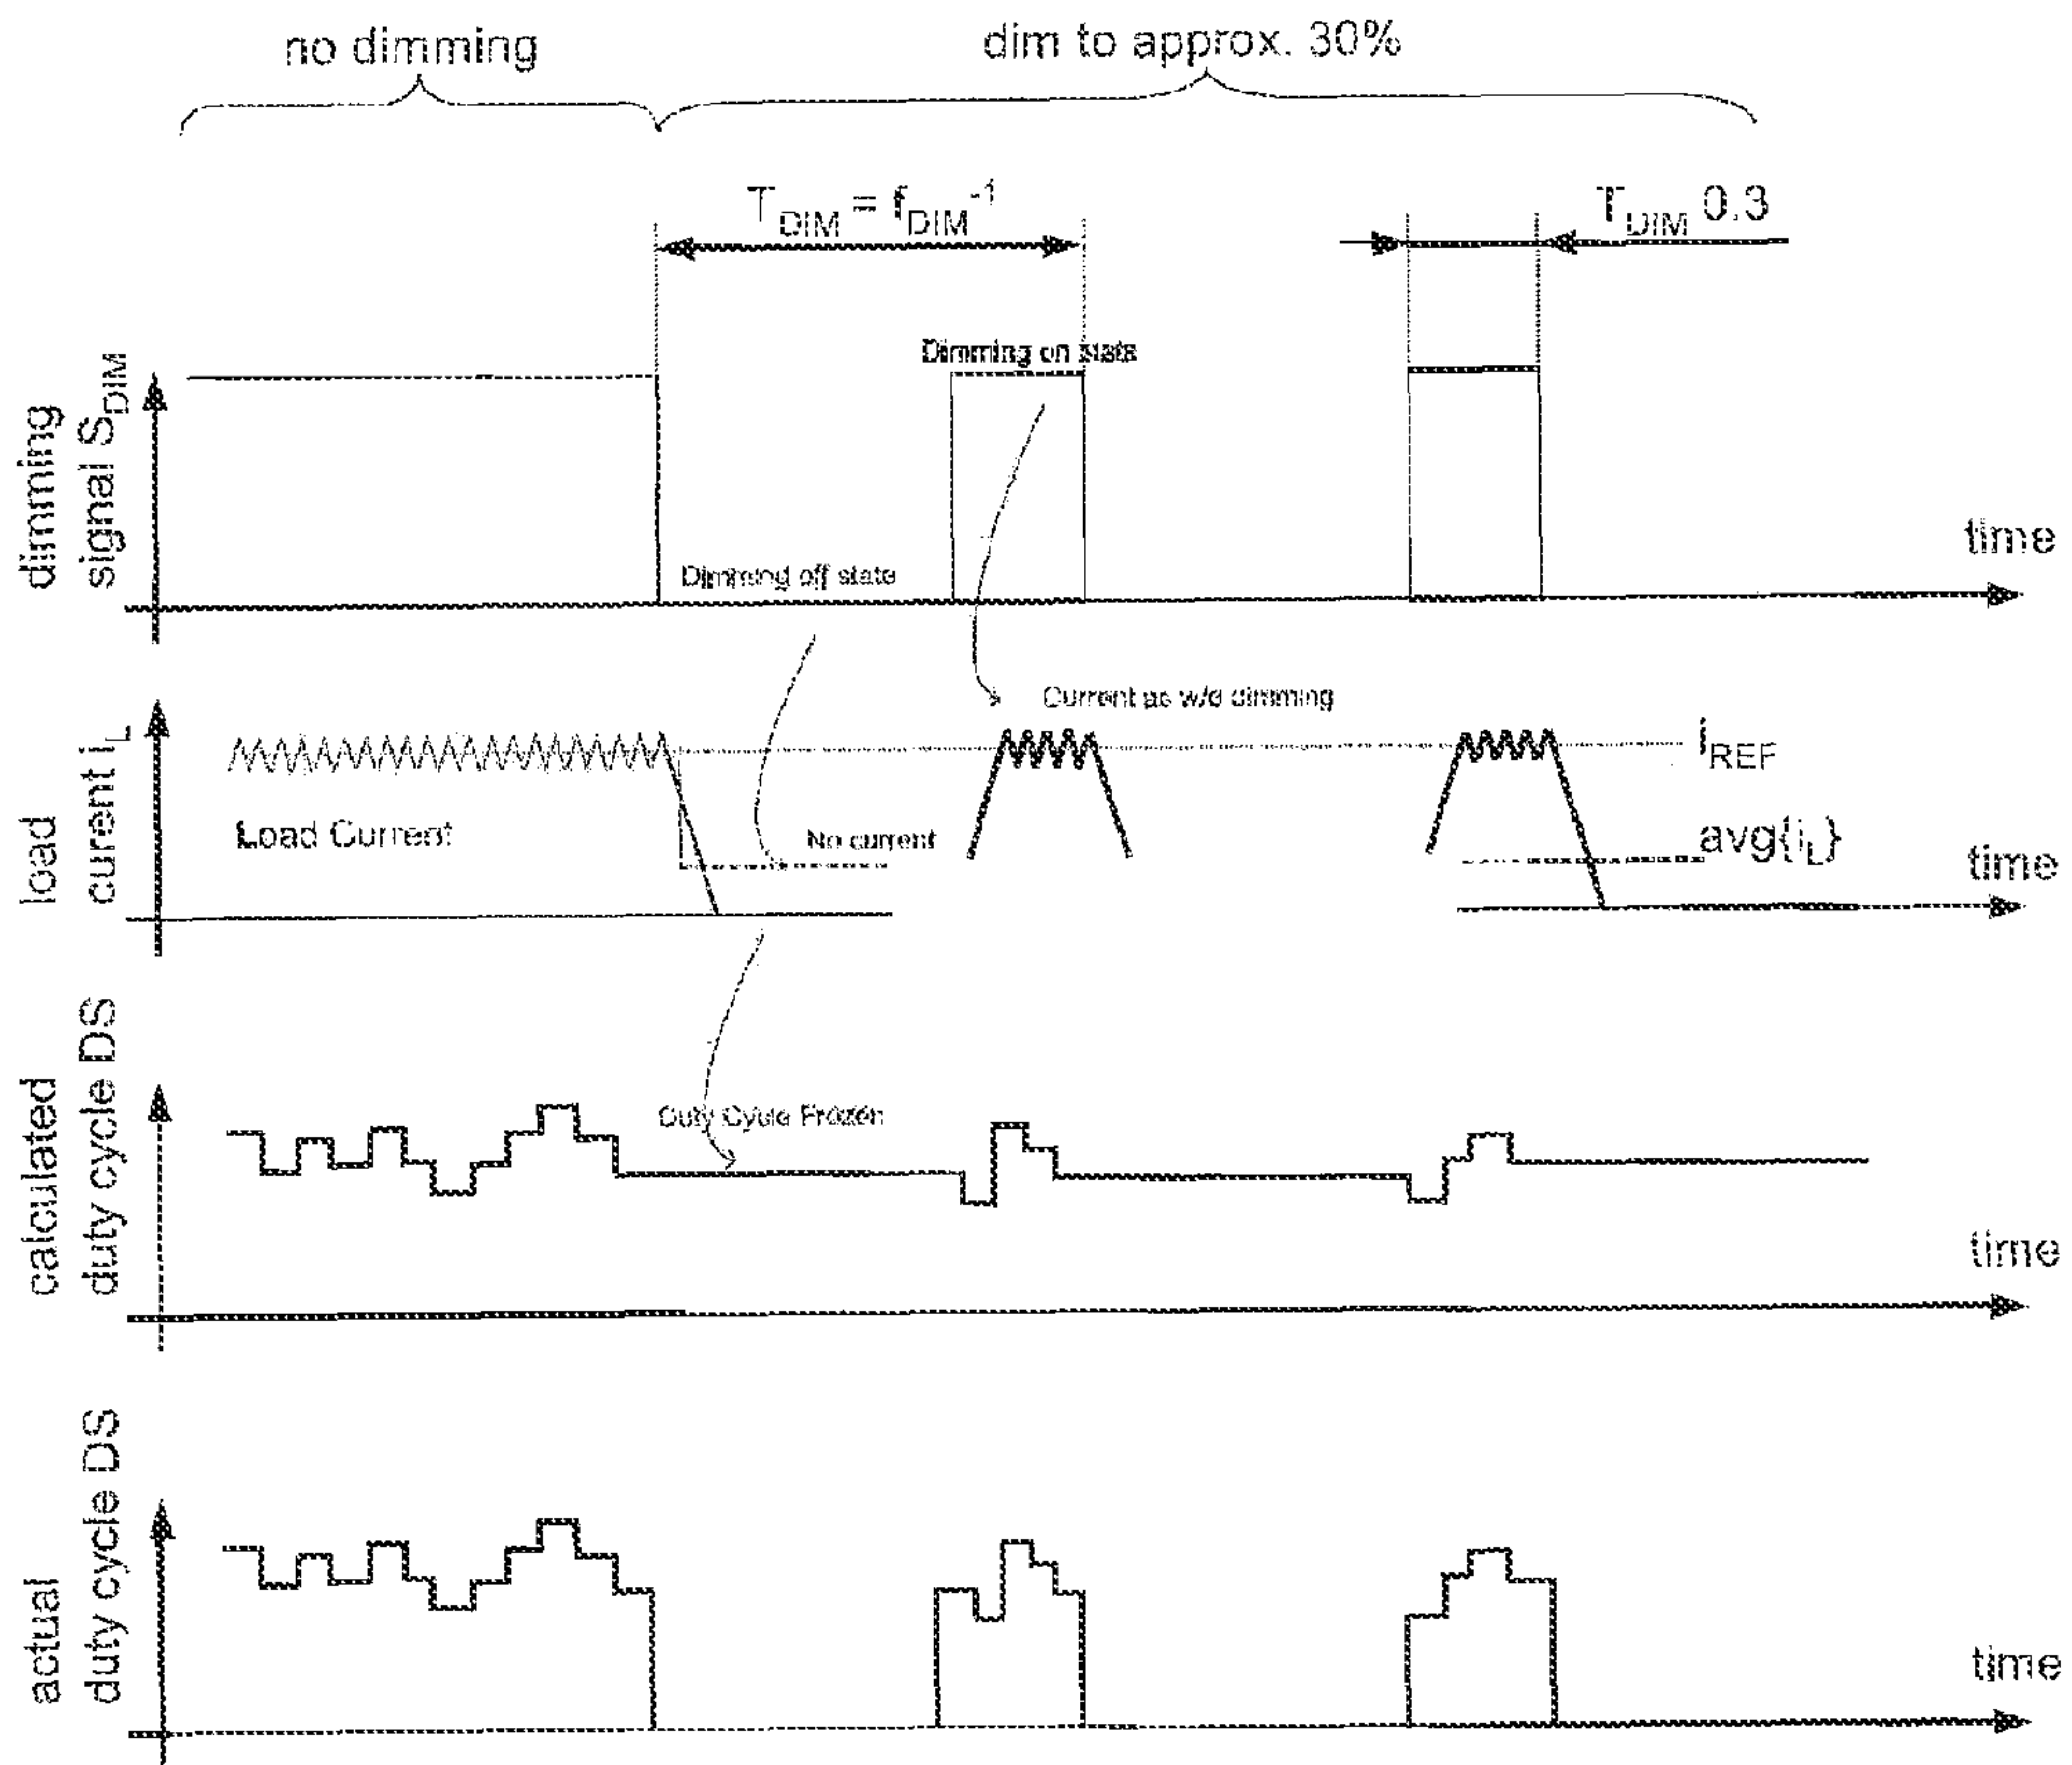 no dimming
dim to approx. 30%
T_DIM = f_DIM^-1
T_DIM 0.3
Dimming on state
dimming
signal S_DIM
Dimming off state
time
Current as w/o dimming
load
curent i_L
i_REF
Load Current
No current
avg{i_L}
time
calculated
duty cycle DS
Duty Cycle Frozen
time
actual
duty cycle DS
time